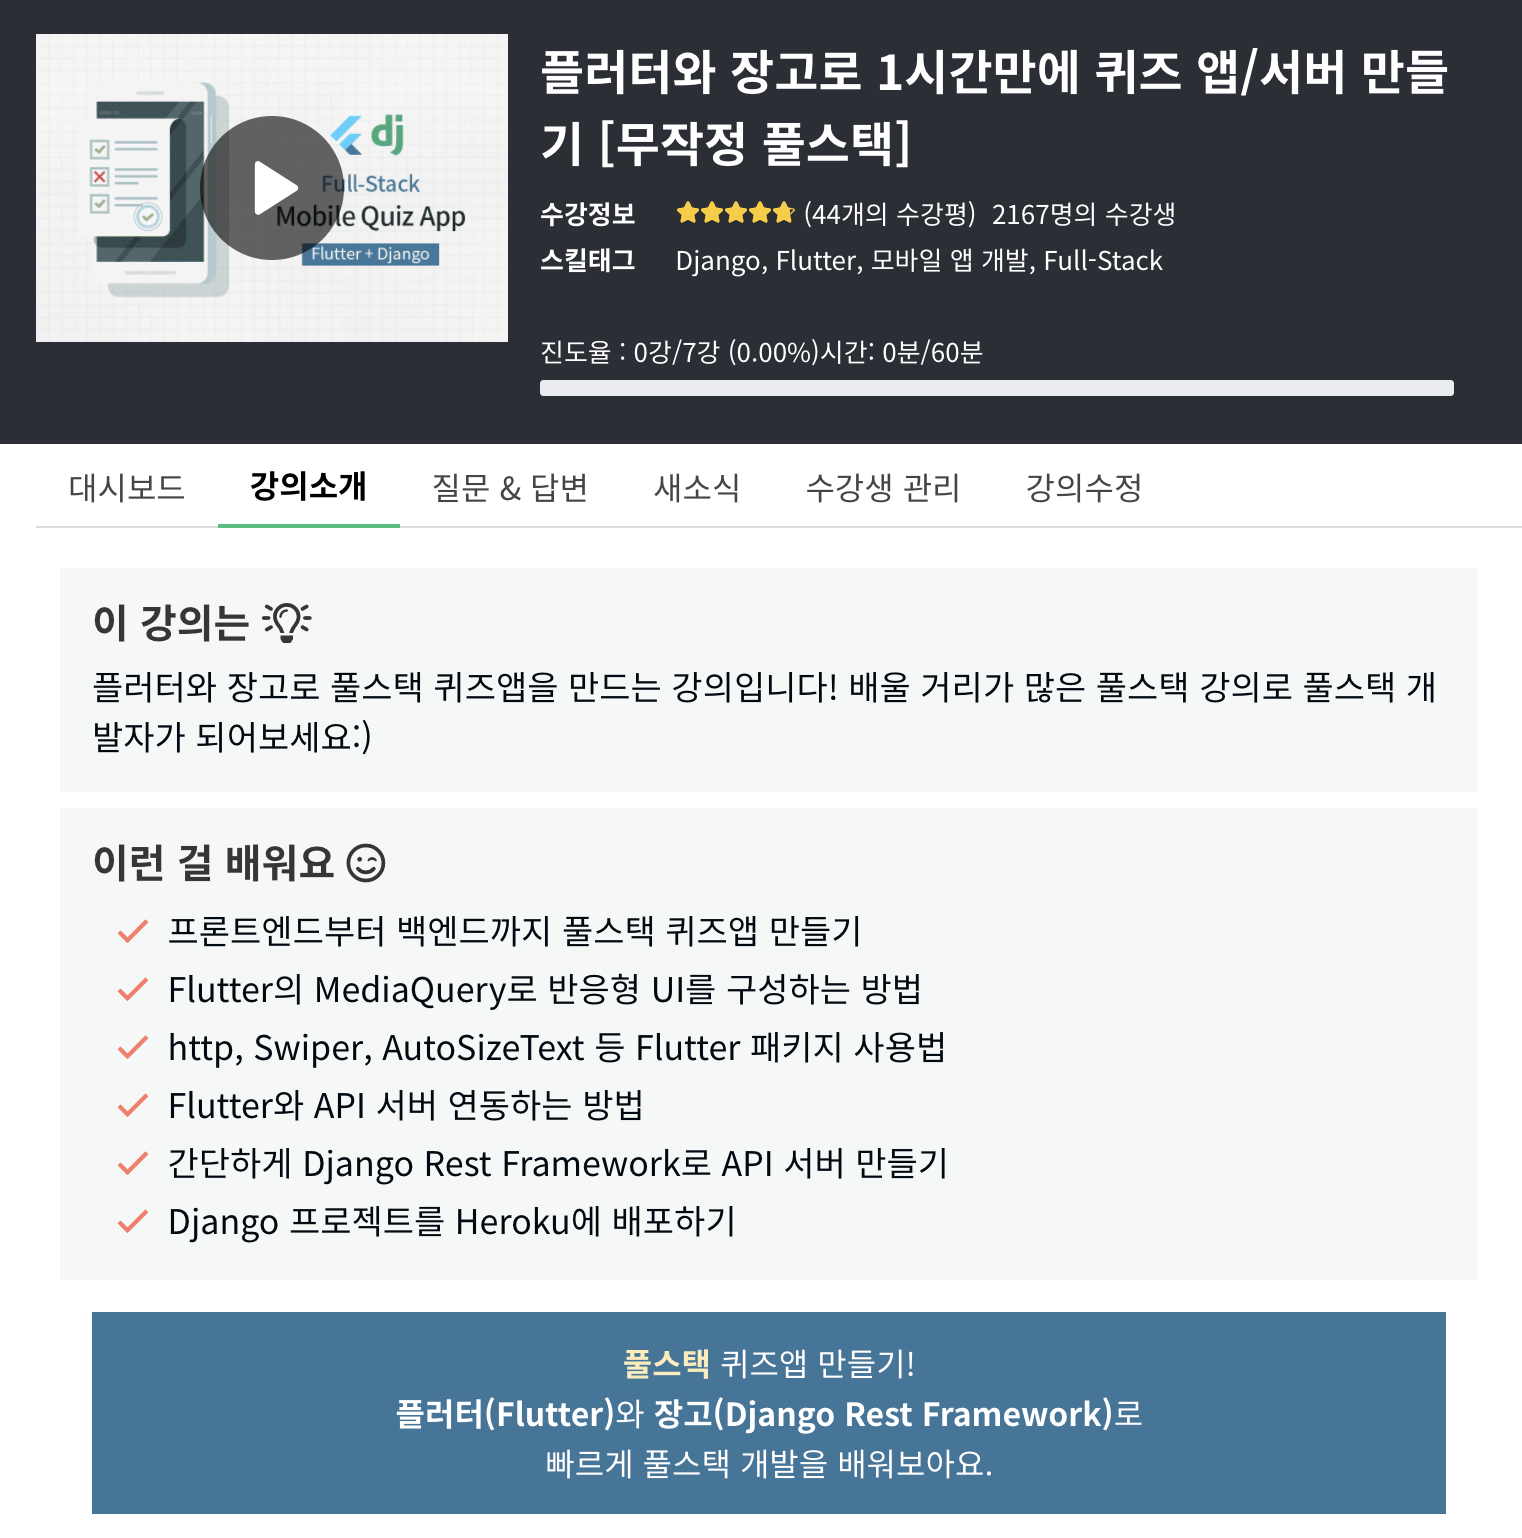 플러터와 장고로 1시간만에 퀴즈 앱/서버 만들
기 [무작정 풀스택]
dj
Full-Stack
Mobile Quiz App
Flutter + Django
수강정보 (44개의 수강평) 2167명의 수강생
스킬태그 Django, Flutter, 모바일 앱 개발, Full-Stack
진도율 : 0강/7강 (0.00%)시간: 0분/60분
대시보드 강의소개 질문 & 답변 새소식 수강생 관리 강의수정
이 강의는
플러터와 장고로 풀스택 퀴즈앱을 만드는 강의입니다! 배울 거리가 많은 풀스택 강의로 풀스택 개
발자가 되어보세요:)
이런 걸 배워요
프론트엔드부터 백엔드까지 풀스택 퀴즈앱 만들기
Flutter의 MediaQuery로 반응형 UI를 구성하는 방법
http, Swiper, AutoSizeText 등 Flutter 패키지 사용법
Flutter와 API 서버 연동하는 방법
간단하게 Django Rest Framework로 API 서버 만들기
Django 프로젝트를 Heroku에 배포하기
풀스택 퀴즈앱 만들기!
플러터(Flutter)와 장고(Django Rest Framework)로
빠르게 풀스택 개발을 배워보아요.